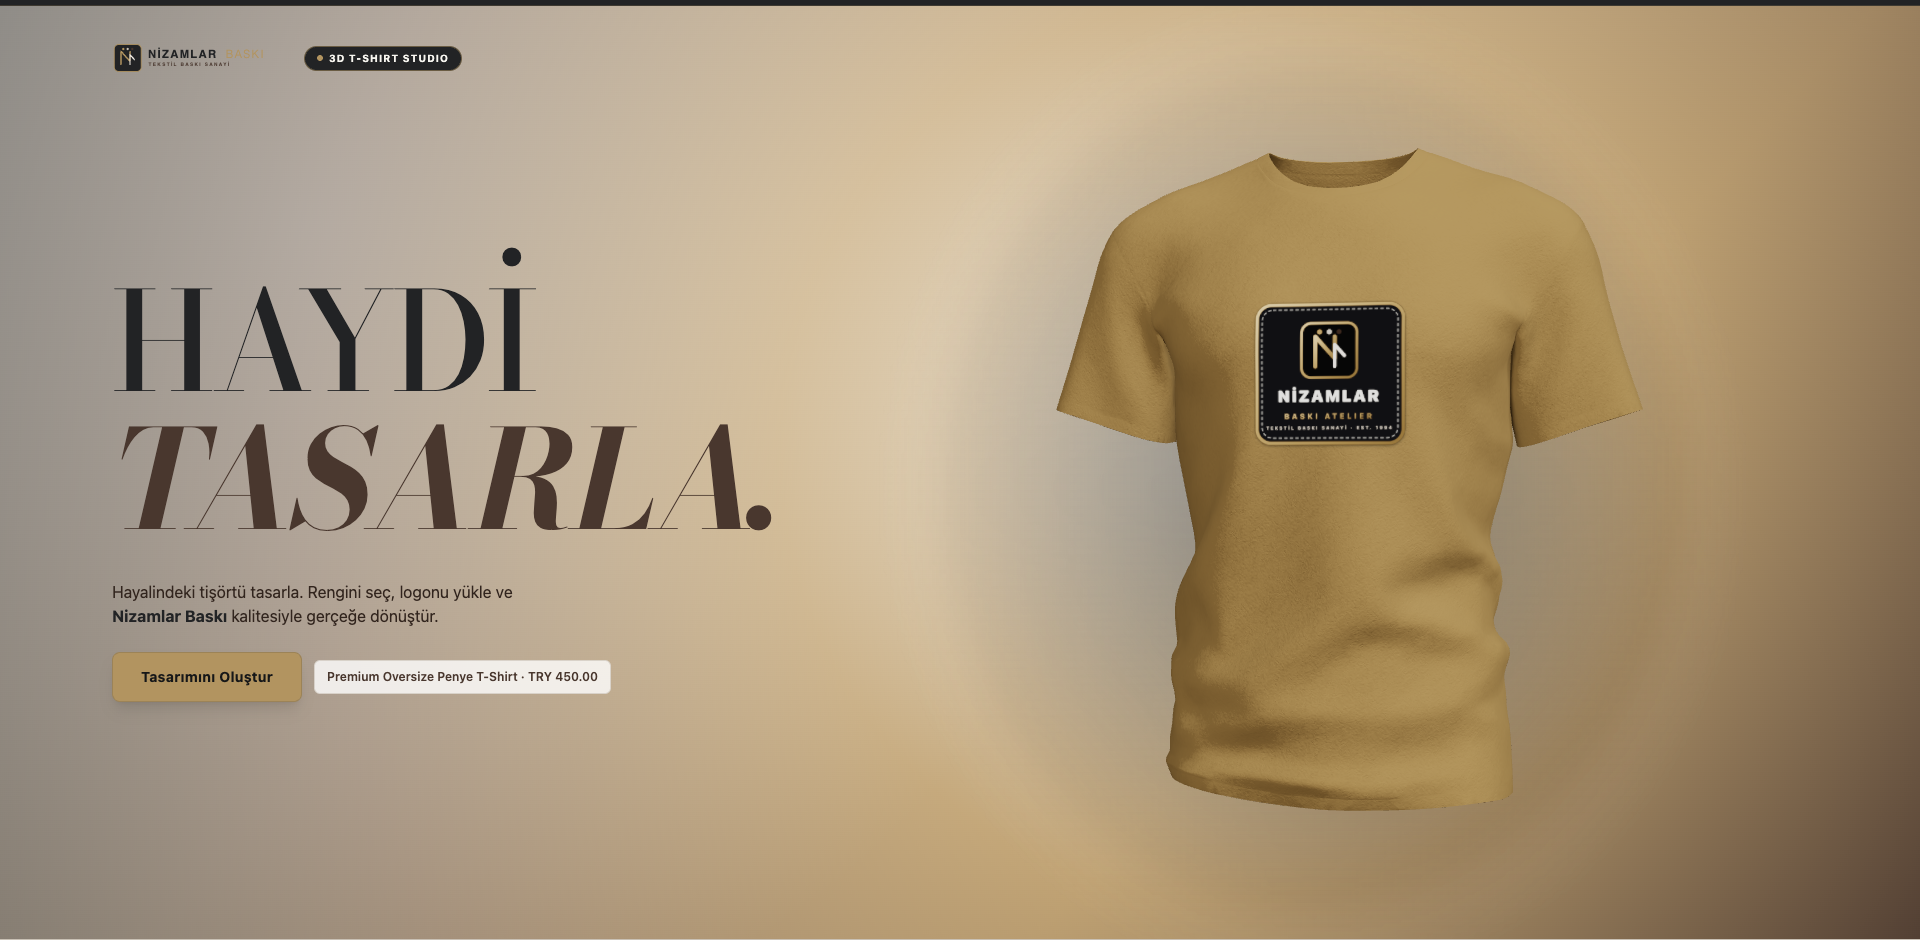 NİZAMLAR BASKI
TEKSTİL BASKI SANAYİ
3D T-SHIRT STUDIO
HAYDİ
TASARLA.
Hayalindeki tişörtü tasarla. Rengini seç, logonu yükle ve
Nizamlar Baskı kalitesiyle gerçeğe dönüştür.
Tasarımını Oluştur
Premium Oversize Penye T-Shirt · TRY 450.00
NİZAMLAR
BASKI ATELIER
TEKSTİL BASKI SANAYİ · EST. 1994